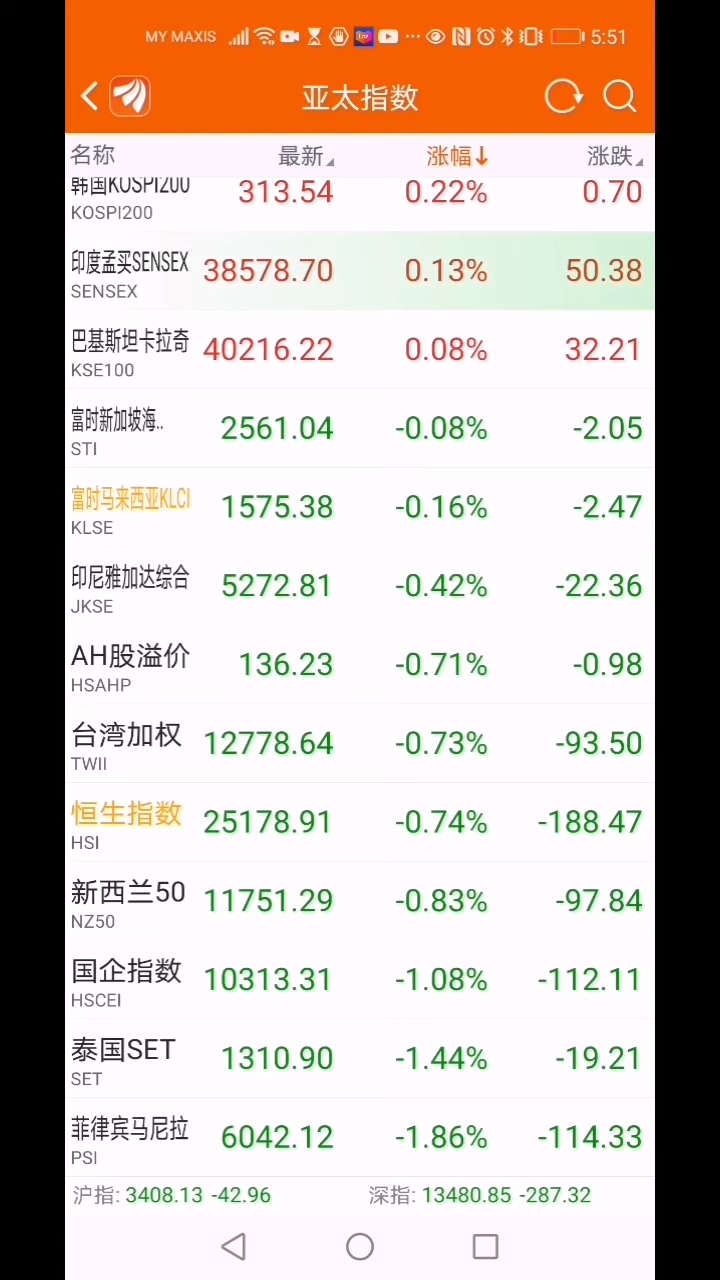 MY MAXIS 5:51
亚太指数
名称 最新 涨幅↓ 涨跌
韩国KOSPI200 313.54 0.22% 0.70
KOSPI200
印度孟买SENSEX 38578.70 0.13% 50.38
SENSEX
巴基斯坦卡拉奇 40216.22 0.08% 32.21
KSE100
富时新加坡海.. 2561.04 -0.08% -2.05
STI
富时马来西亚KLCI 1575.38 -0.16% -2.47
KLSE
印尼雅加达综合 5272.81 -0.42% -22.36
JKSE
AH股溢价 136.23 -0.71% -0.98
HSAHP
台湾加权 12778.64 -0.73% -93.50
TWII
恒生指数 25178.91 -0.74% -188.47
HSI
新西兰50 11751.29 -0.83% -97.84
NZ50
国企指数 10313.31 -1.08% -112.11
HSCEI
泰国SET 1310.90 -1.44% -19.21
SET
菲律宾马尼拉 6042.12 -1.86% -114.33
PSI
沪指: 3408.13 -42.96 深指: 13480.85 -287.32